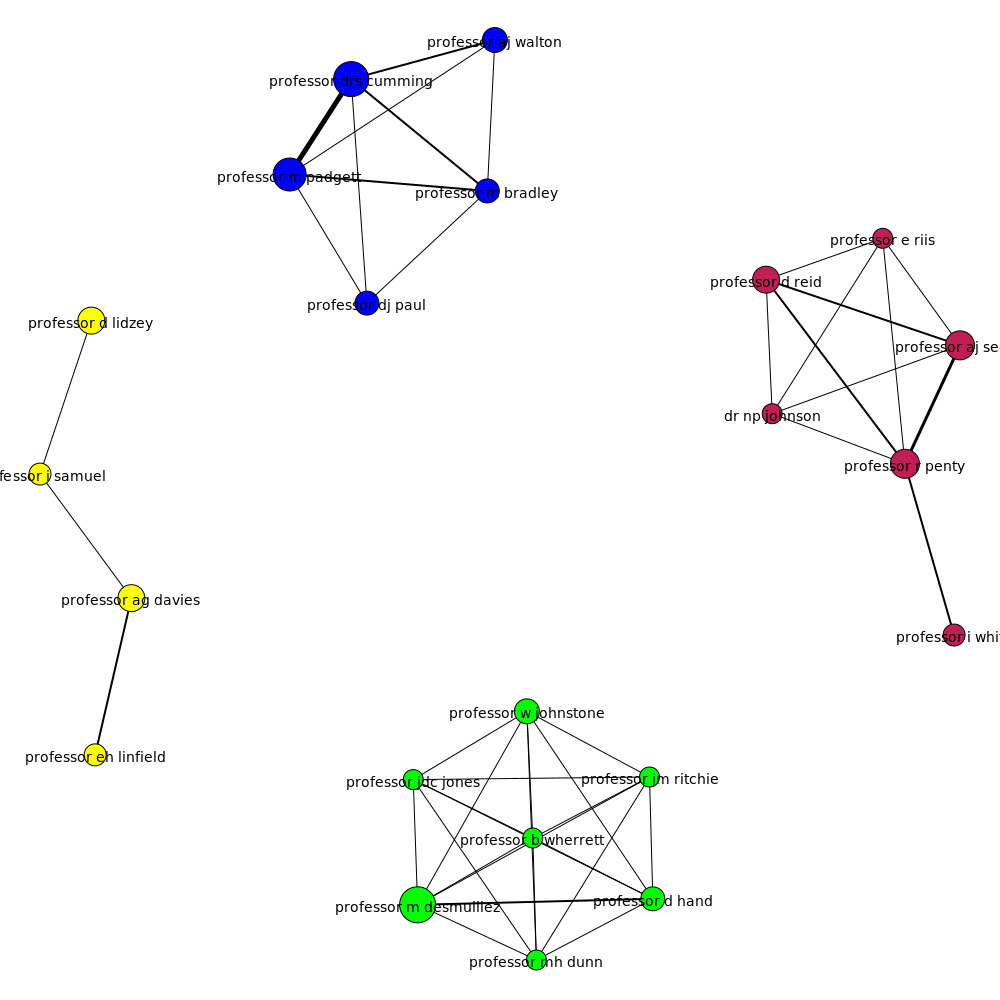 professor aj walton
professor drs cumming
professor m padgett
professor m bradley
professor e riis
professor d reid
professor dj paul
professor d lidzey
professor aj se
dr np johnson
professor r penty
fessor i samuel
professor ag davies
professor i whi
professor w johnstone
professor eh linfield
professor jdc jones
professor im ritchie
professor b wherrett
professor m desmulliez
professor d hand
professor mh dunn